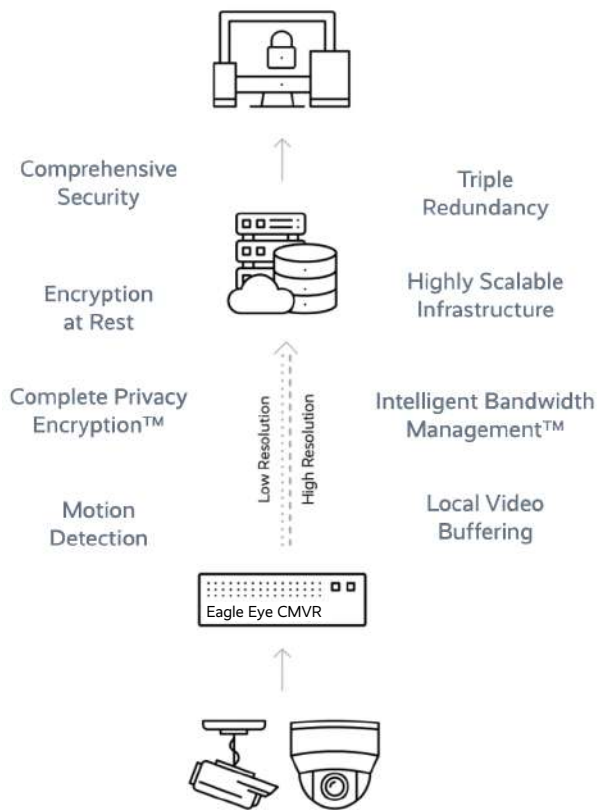 Comprehensive
Security
Triple
Redundancy
Encryption
at Rest
Highly Scalable
Infrastructure
Complete Privacy
Encryption™
Low Resolution
High Resolution
Intelligent Bandwidth
Management™
Motion
Detection
Local Video
Buffering
Eagle Eye CMVR